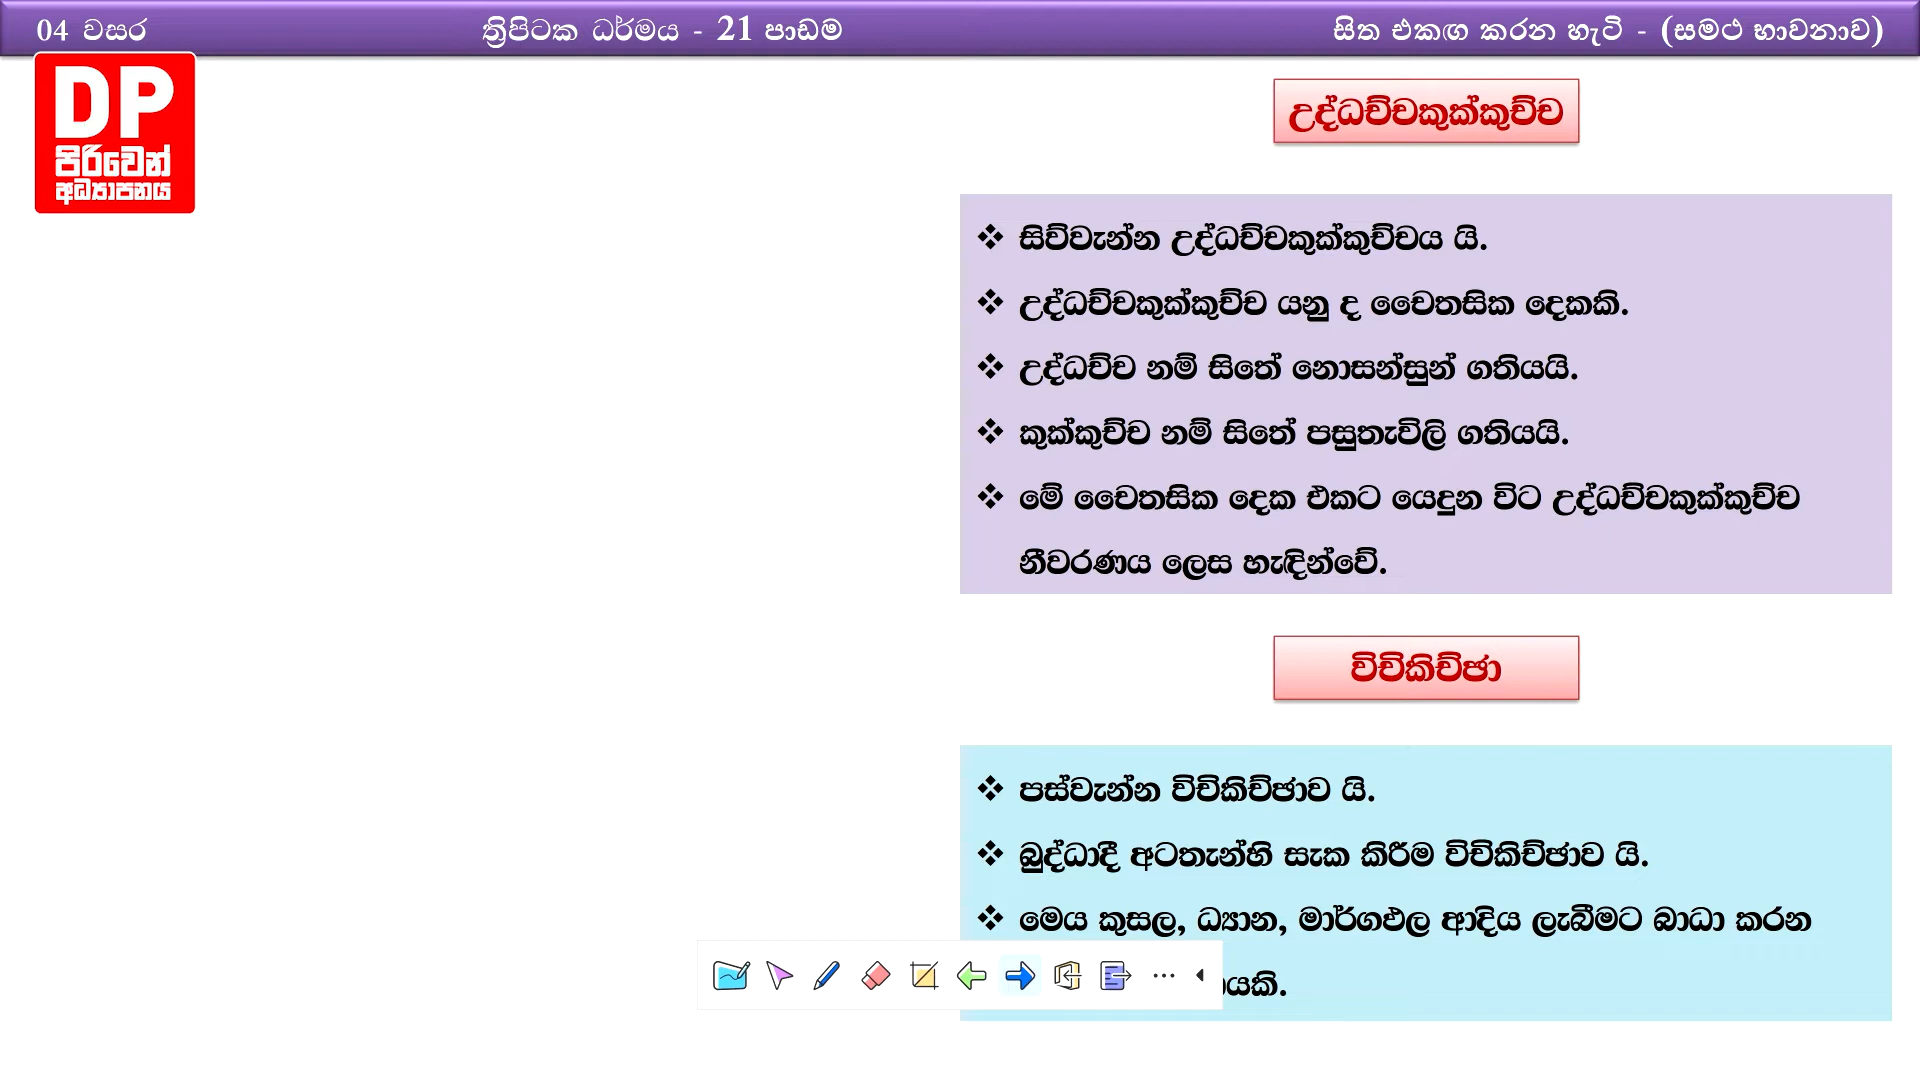 04 වසර
ත්‍රිපිටක ධර්මය - 21 පාඩම
සිත එකඟ කරන හැටි - (සමථ භාවනාව)
DP
පිරිවෙන්
අධ්‍යාපනය
උද්ධච්චකුක්කුච්ච
❖ සිව්වැන්න උද්ධච්චකුක්කුච්චය යි.
❖ උද්ධච්චකුක්කුච්ච යනු ද චෛතසික දෙකකි.
❖ උද්ධච්ච නම් සිතේ නොසන්සුන් ගතියයි.
❖ කුක්කුච්ච නම් සිතේ පසුතැවිලි ගතියයි.
❖ මේ චෛතසික දෙක එකට යෙදුන විට උද්ධච්චකුක්කුච්ච
නීවරණය ලෙස හැඳින්වේ.
විචිකිච්ඡා
❖ පස්වැන්න විචිකිච්ඡාව යි.
❖ බුද්ධාදී අටතැන්හි සැක කිරීම විචිකිච්ඡාව යි.
❖ මෙය කුසල, ධ්‍යාන, මාර්ගඵල ආදිය ලැබීමට බාධා කරන